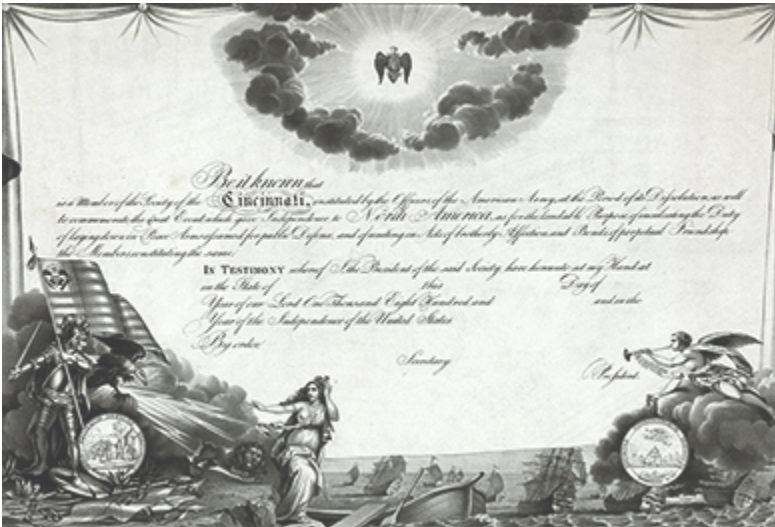 Be it known that
is a Member of the Society of the Cincinnati, instituted by the Officers of the American Army, at the Period of its Dissolution, as well
to commemorate the great Event which gave Independence to North America, as for the laudable Purpose of inculcating the Duty
of laying down in Peace Arms assumed for public Defence, and of uniting in Acts of brotherly Affection, and Bonds of perpetual Friendship
the Members constituting the same;
IN TESTIMONY whereof I, the President of the said Society, have hereunto set my Hand at
in the State of this Day of
Year of our Lord One Thousand Eight Hundred and and in the
Year of the Independence of the United States
By order
Secretary.
President.